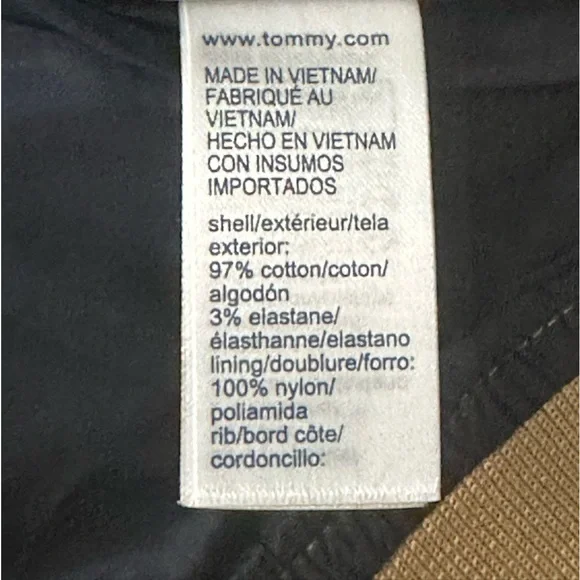 www.tommy.com
MADE IN VIETNAM/
FABRIQUÉ AU
VIETNAM/
HECHO EN VIETNAM
CON INSUMOS
IMPORTADOS
shell/extérieur/tela
exterior:
97% cotton/coton/
algodón
3% elastane/
élasthanne/elastano
lining/doublure/forro:
100% nylon/
poliamida
rib/bord côte/
cordoncillo: